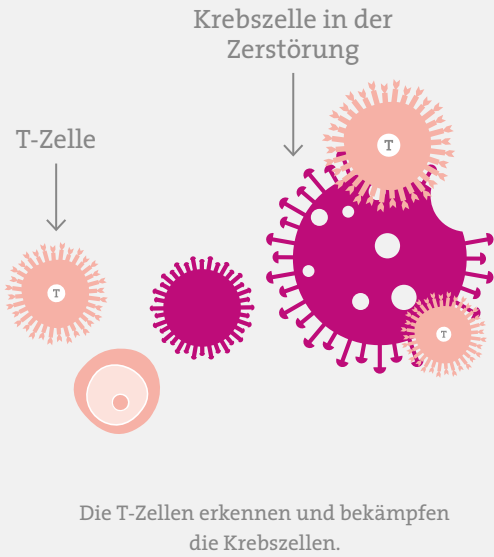 Krebszelle in der
Zerstörung
T-Zelle
T
T
T
Die T-Zellen erkennen und bekämpfen
die Krebszellen.